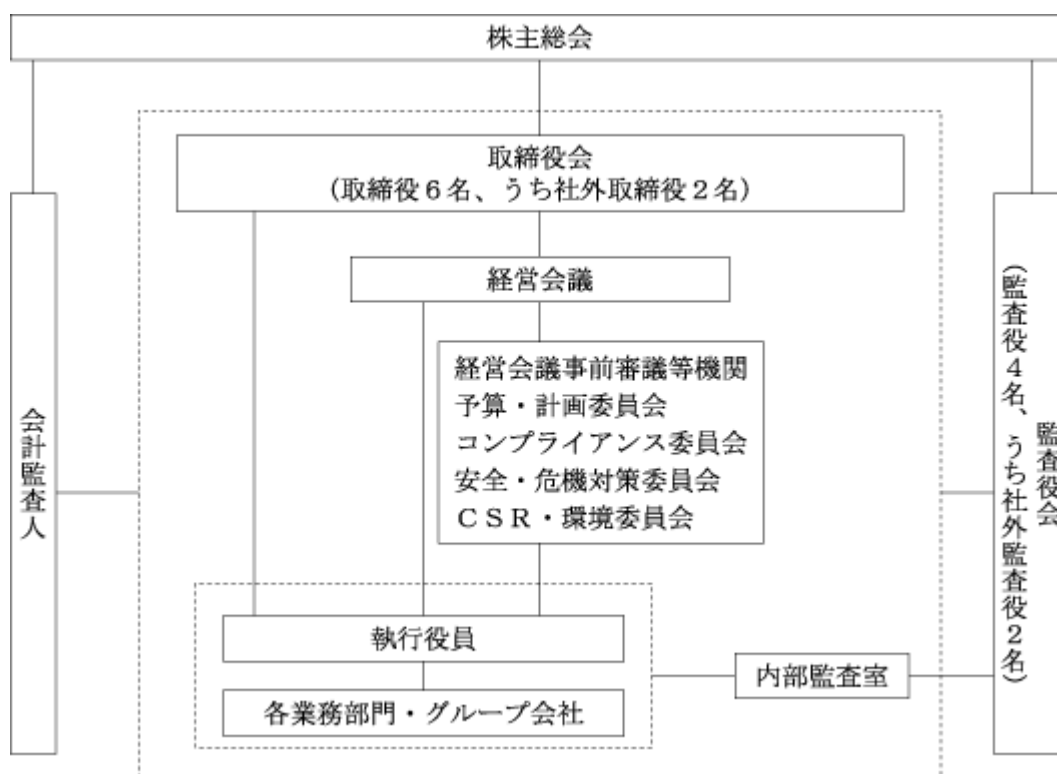 株主総会
取締役会
(取締役6名、うち社外取締役2名)
経営会議
経営会議事前審議等機関
予算・計画委員会
コンプライアンス委員会
安全・危機対策委員会
CSR・環境委員会
会計監査人
監査役会
(監査役4名、うち社外監査役2名)
執行役員
内部監査室
各業務部門・グループ会社